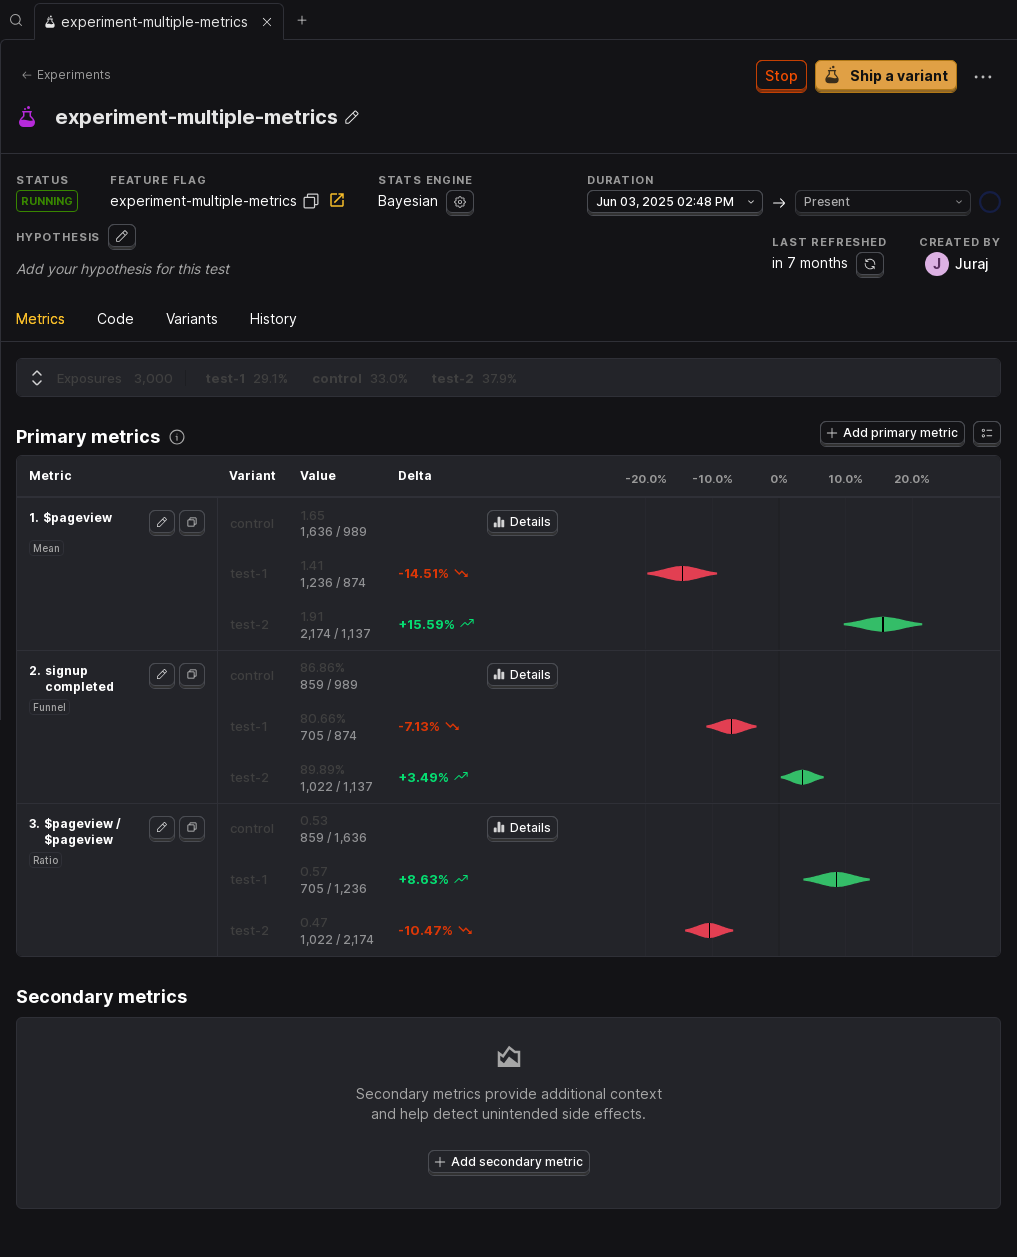 experiment-multiple-metrics
Experiments
Stop
Ship a variant
experiment-multiple-metrics
STATUS
FEATURE FLAG
STATS ENGINE
DURATION
RUNNING
experiment-multiple-metrics
Bayesian
Jun 03, 2025 02:48 PM
Present
HYPOTHESIS
Add your hypothesis for this test
LAST REFRESHED
CREATED BY
in 7 months
J Juraj
Metrics Code Variants History
Exposures 3,000 test-1 29.1% control 33.0% test-2 37.9%
Primary metrics
Add primary metric
Metric Variant Value Delta -20.0% -10.0% 0% 10.0% 20.0%
1. $pageview
Mean
control 1.65
1,636 / 989
Details
test-1 1.41
1,236 / 874
-14.51%
test-2 1.91
2,174 / 1,137
+15.59%
2. signup
completed
Funnel
control 86.86%
859 / 989
Details
test-1 80.66%
705 / 874
-7.13%
test-2 89.89%
1,022 / 1,137
+3.49%
3. $pageview /
$pageview
Ratio
control 0.53
859 / 1,636
Details
test-1 0.57
705 / 1,236
+8.63%
test-2 0.47
1,022 / 2,174
-10.47%
Secondary metrics
Secondary metrics provide additional context
and help detect unintended side effects.
Add secondary metric